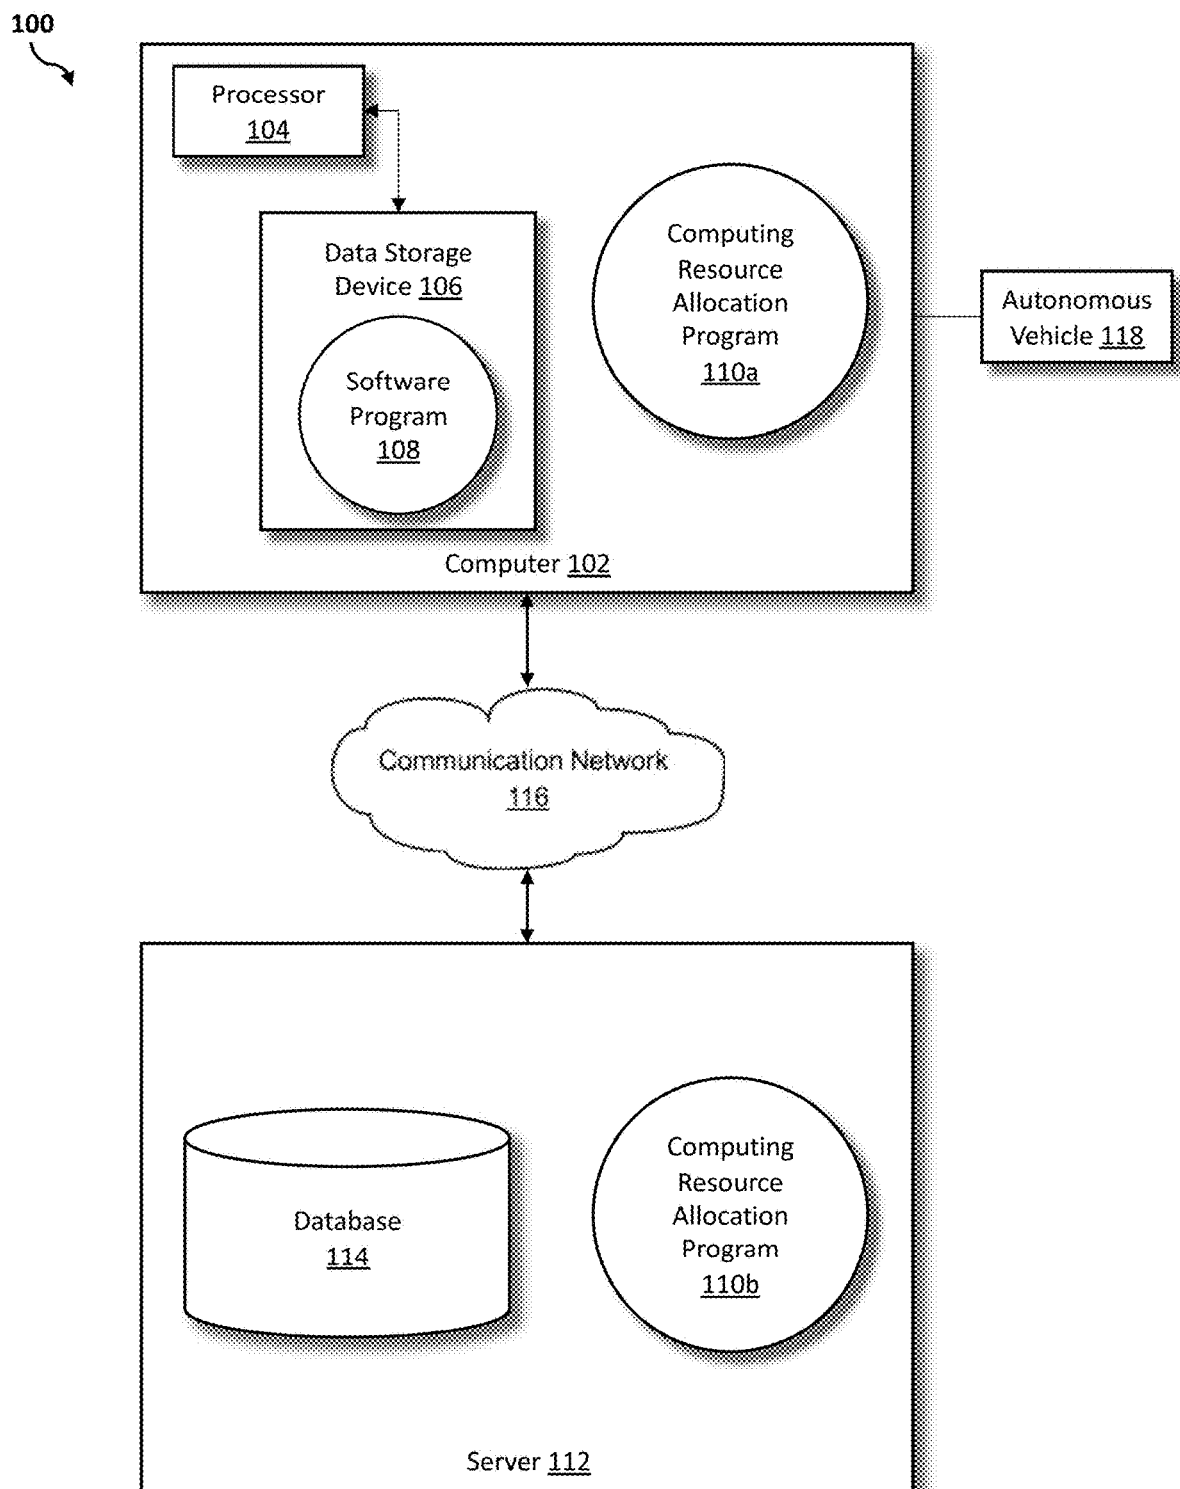 100
Processor
104
Data Storage
Device 106
Software
Program
108
Computing
Resource
Allocation
Program
110a
Autonomous
Vehicle 118
Computer 102
Communication Network
116
Database
114
Computing
Resource
Allocation
Program
110b
Server 112